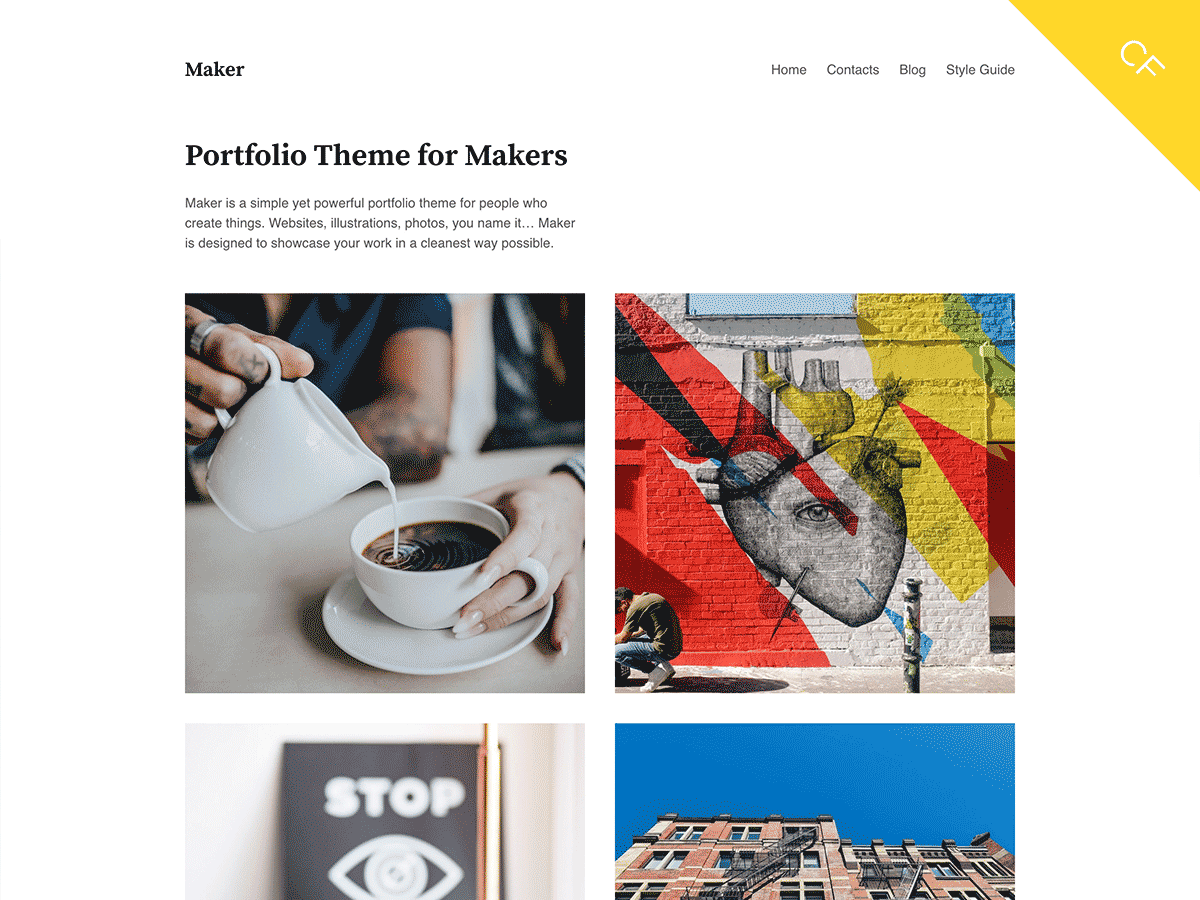 CF
Maker
Home Contacts Blog Style Guide
Portfolio Theme for Makers
Maker is a simple yet powerful portfolio theme for people who
create things. Websites, illustrations, photos, you name it… Maker
is designed to showcase your work in a cleanest way possible.
STOP